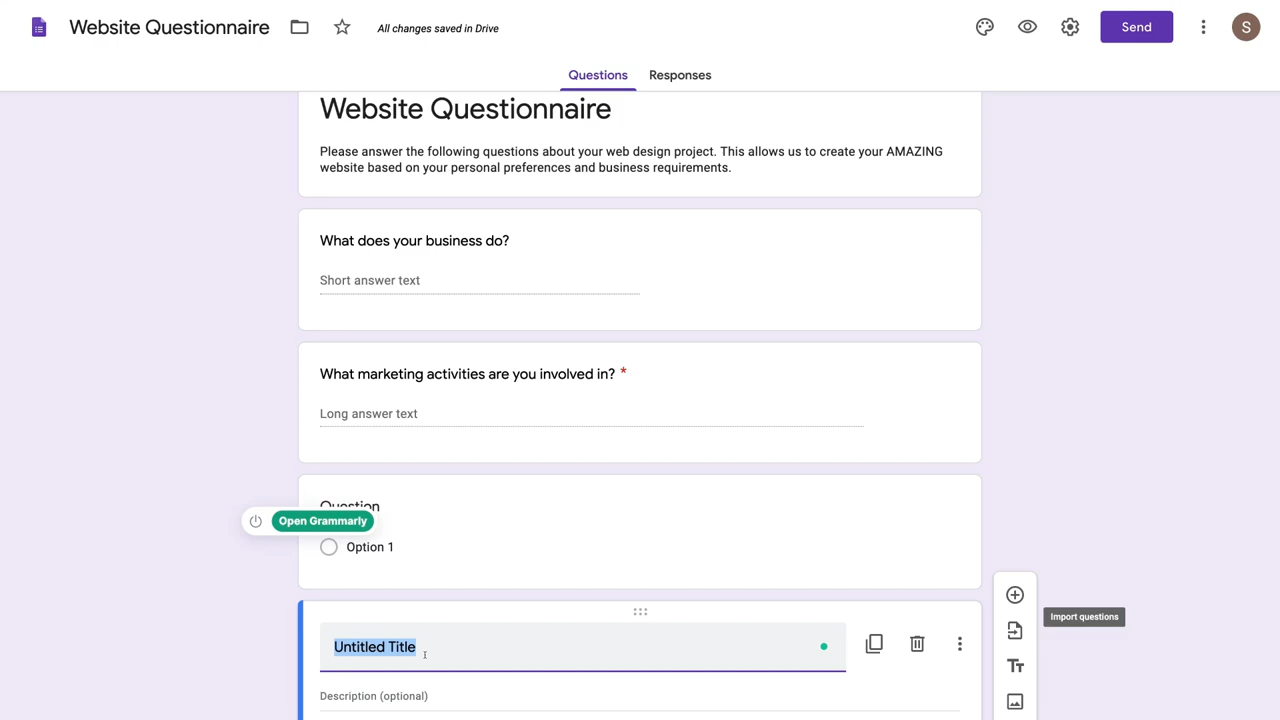 Website Questionnaire
All changes saved in Drive
Send
S
Questions
Responses
Website Questionnaire
Please answer the following questions about your web design project. This allows us to create your AMAZING
website based on your personal preferences and business requirements.
What does your business do?
Short answer text
What marketing activities are you involved in? *
Long answer text
Question
Open Grammarly
Option 1
Import questions
Untitled Title
Tт
Description (optional)